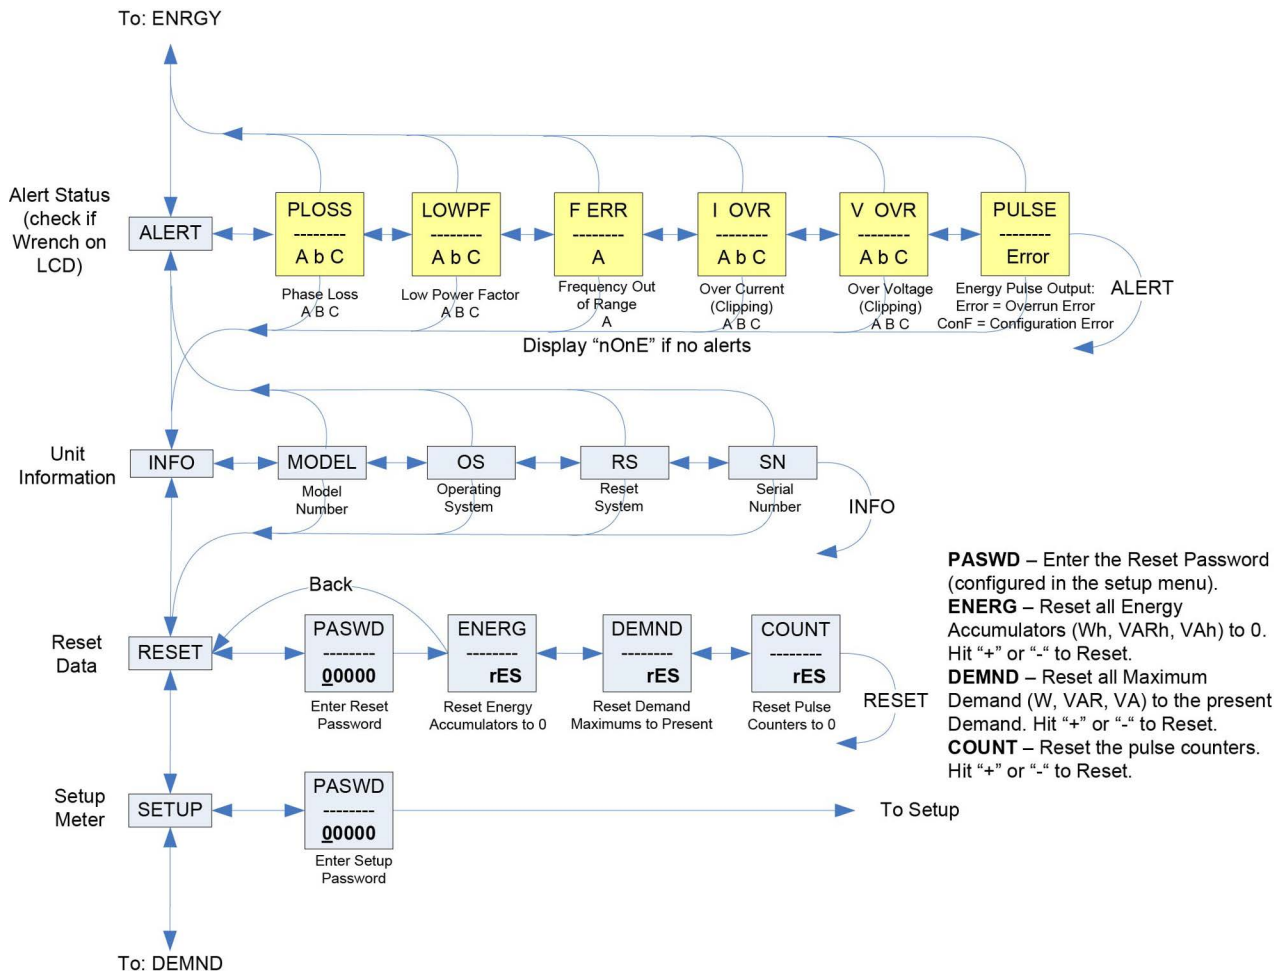 To: ENRGY
Alert Status
(check if
Wrench on
LCD)
ALERT
PLOSS
--------
A b C
Phase Loss
A B C
LOWPF
--------
A b C
Low Power Factor
A B C
F ERR
--------
A
Frequency Out
of Range
A
I OVR
--------
A b C
Over Current
(Clipping)
A B C
V OVR
--------
A b C
Over Voltage
(Clipping)
A B C
PULSE
--------
Error
Energy Pulse Output:
Error = Overrun Error
ConF = Configuration Error
ALERT
Display “nOnE” if no alerts
Unit
Information
INFO
MODEL
Model
Number
OS
Operating
System
RS
Reset
System
SN
Serial
Number
INFO
Back
Reset
Data
RESET
PASWD
--------
00000
Enter Reset
Password
ENERG
--------
rES
Reset Energy
Accumulators to 0
DEMND
--------
rES
Reset Demand
Maximums to Present
COUNT
--------
rES
Reset Pulse
Counters to 0
RESET
PASWD – Enter the Reset Password
(configured in the setup menu).
ENERG – Reset all Energy
Accumulators (Wh, VARh, VAh) to 0.
Hit “+” or “-“ to Reset.
DEMND – Reset all Maximum
Demand (W, VAR, VA) to the present
Demand. Hit “+” or “-“ to Reset.
COUNT – Reset the pulse counters.
Hit “+” or “-“ to Reset.
Setup
Meter
SETUP
PASWD
--------
00000
Enter Setup
Password
To Setup
To: DEMND